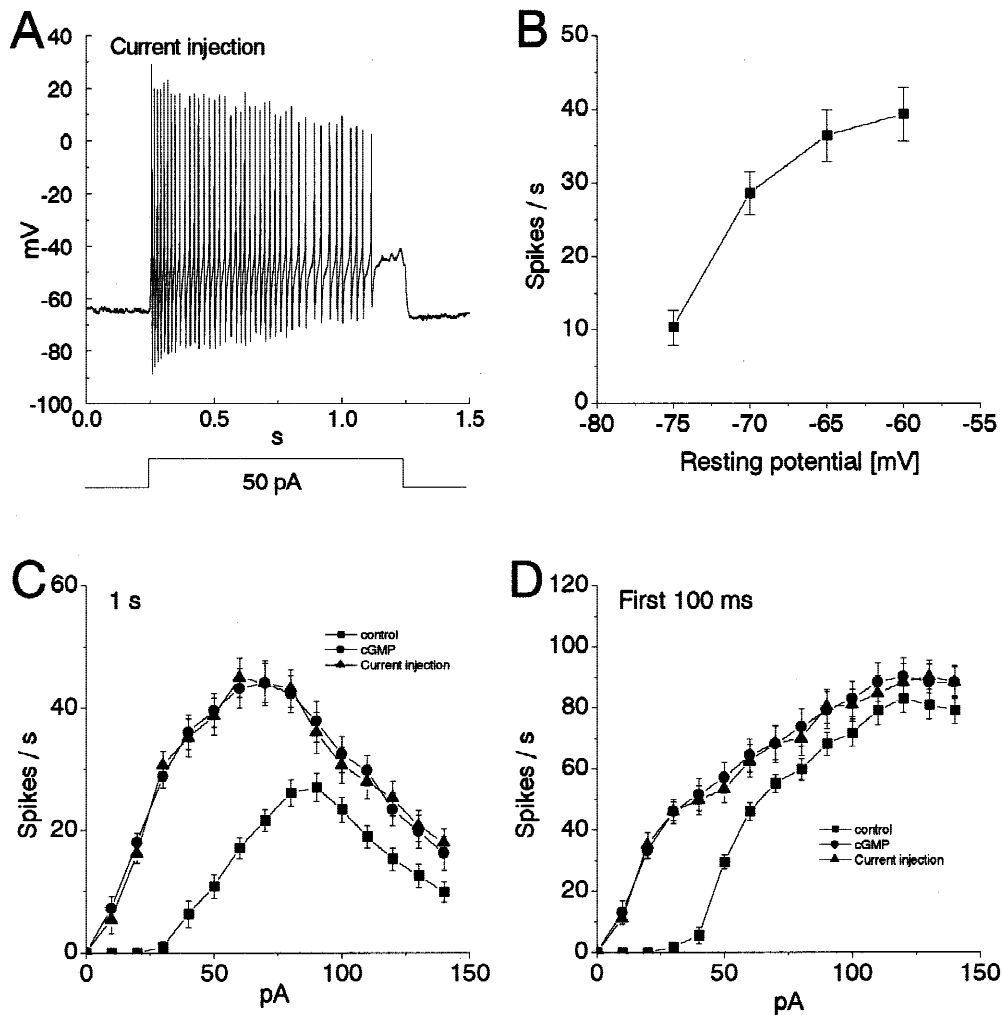 A
Current injection
40
20
0
-20
-40
-60
-80
-100
mV
0.0 0.5 1.0 1.5
s
50 pA
B
50
40
30
20
10
0
Spikes / s
-80 -75 -70 -65 -60 -55
Resting potential [mV]
C
1 s
60
40
20
0
Spikes / s
control
cGMP
Current injection
0 50 100 150
pA
D
First 100 ms
120
100
80
60
40
20
0
Spikes / s
control
cGMP
Current injection
0 50 100 150
pA